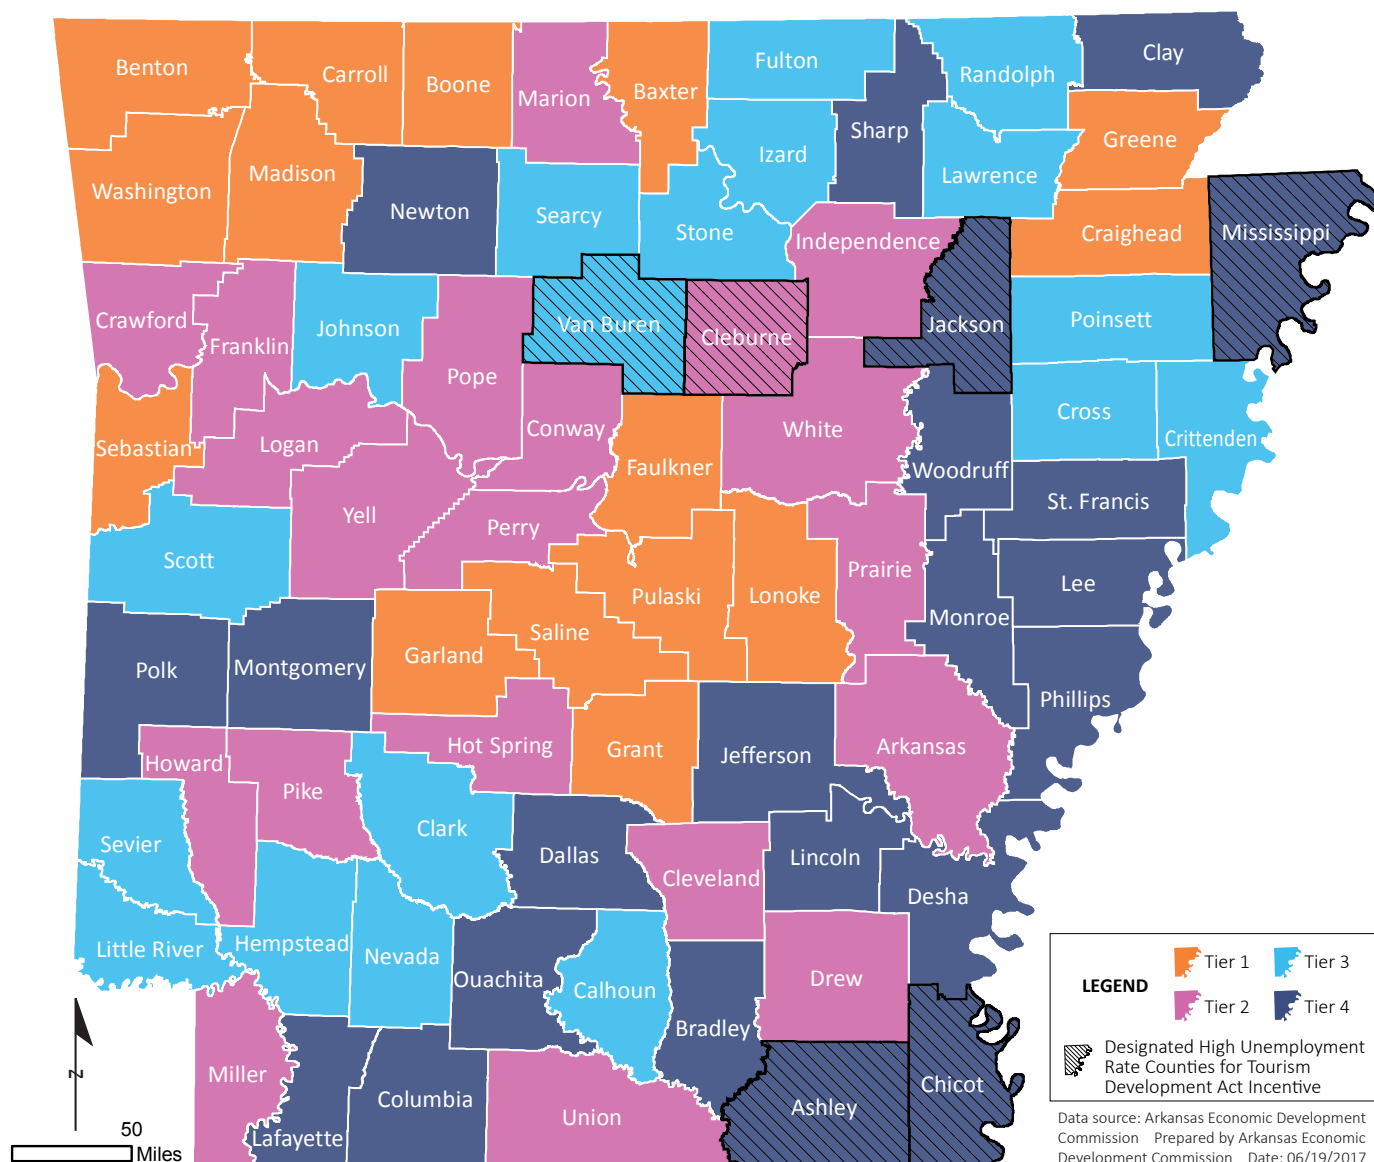 Benton
Carroll
Boone
Marion
Baxter
Fulton
Sharp
Randolph
Clay
Greene
Izard
Lawrence
Washington
Madison
Newton
Searcy
Stone
Independence
Craighead
Mississippi
Crawford
Franklin
Johnson
Pope
Van Buren
Cleburne
Jackson
Poinsett
Sebastian
Logan
Conway
White
Cross
Crittenden
Faulkner
Woodruff
St. Francis
Scott
Yell
Perry
Prairie
Lee
Pulaski
Lonoke
Monroe
Saline
Garland
Polk
Montgomery
Phillips
Howard
Hot Spring
Grant
Jefferson
Arkansas
Pike
Sevier
Clark
Dallas
Lincoln
Cleveland
Desha
Little River
Hempstead
Nevada
Ouachita
Calhoun
Drew
Bradley
Miller
Columbia
Lafayette
Union
Ashley
Chicot
LEGEND
Tier 1
Tier 3
Tier 2
Tier 4
Designated High Unemployment
Rate Counties for Tourism
Development Act Incentive
Data source: Arkansas Economic Development
Commission Prepared by Arkansas Economic
Development Commission Date: 06/19/2017
N
50
Miles